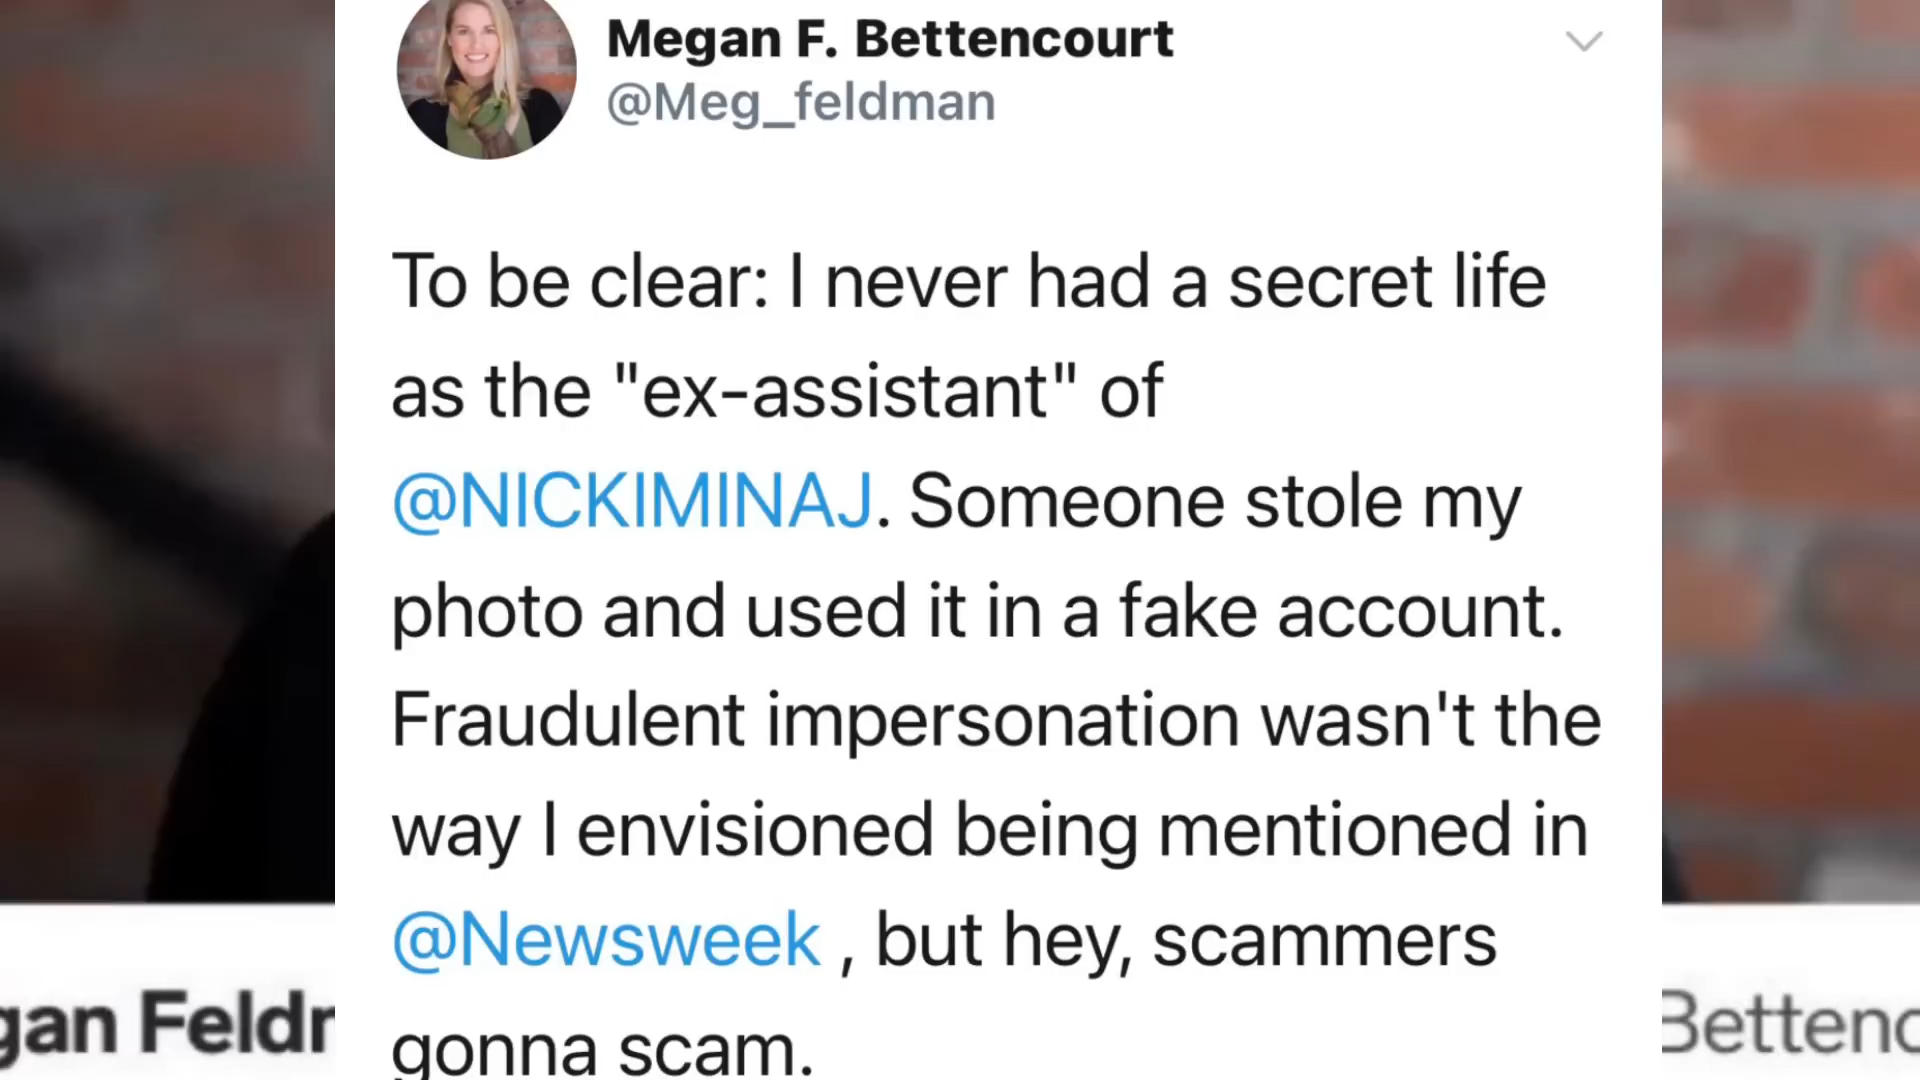 Megan F. Bettencourt
@Meg_feldman
To be clear: I never had a secret life
as the "ex-assistant" of
@NICKIMINAJ. Someone stole my
photo and used it in a fake account.
Fraudulent impersonation wasn't the
way I envisioned being mentioned in
@Newsweek , but hey, scammers
gonna scam.
gan Feldr
Bettenc